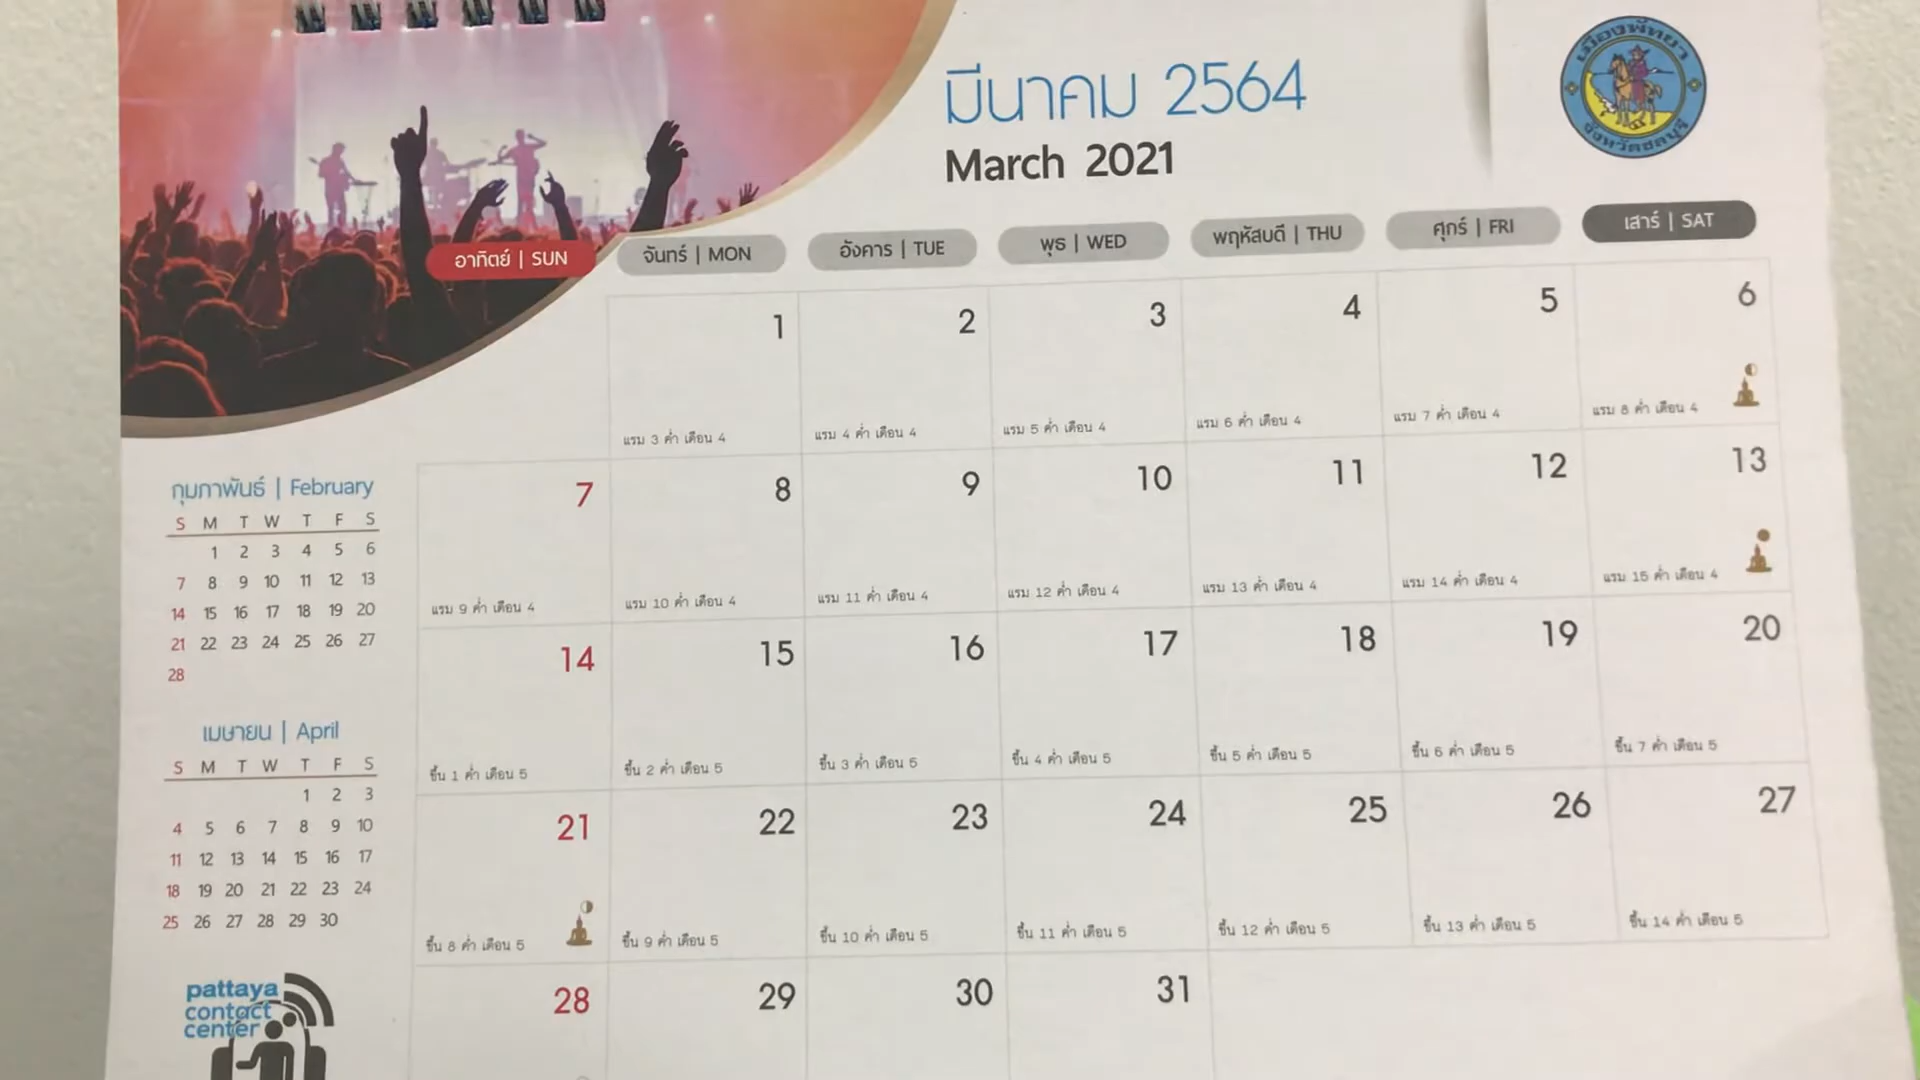 มีนาคม 2564
March 2021
เมืองพัทยา
จังหวัดชลบุรี
อาทิตย์ | SUN
จันทร์ | MON
อังคาร | TUE
พุธ | WED
พฤหัสบดี | THU
ศุกร์ | FRI
เสาร์ | SAT
1 2 3 4 5 6
แรม 3 ค่ำ เดือน 4
แรม 4 ค่ำ เดือน 4
แรม 5 ค่ำ เดือน 4
แรม 6 ค่ำ เดือน 4
แรม 7 ค่ำ เดือน 4
แรม 8 ค่ำ เดือน 4
7 8 9 10 11 12 13
แรม 9 ค่ำ เดือน 4
แรม 10 ค่ำ เดือน 4
แรม 11 ค่ำ เดือน 4
แรม 12 ค่ำ เดือน 4
แรม 13 ค่ำ เดือน 4
แรม 14 ค่ำ เดือน 4
แรม 15 ค่ำ เดือน 4
14 15 16 17 18 19 20
ขึ้น 1 ค่ำ เดือน 5
ขึ้น 2 ค่ำ เดือน 5
ขึ้น 3 ค่ำ เดือน 5
ขึ้น 4 ค่ำ เดือน 5
ขึ้น 5 ค่ำ เดือน 5
ขึ้น 6 ค่ำ เดือน 5
ขึ้น 7 ค่ำ เดือน 5
21 22 23 24 25 26 27
ขึ้น 8 ค่ำ เดือน 5
ขึ้น 9 ค่ำ เดือน 5
ขึ้น 10 ค่ำ เดือน 5
ขึ้น 11 ค่ำ เดือน 5
ขึ้น 12 ค่ำ เดือน 5
ขึ้น 13 ค่ำ เดือน 5
ขึ้น 14 ค่ำ เดือน 5
28 29 30 31
กุมภาพันธ์ | February
S M T W T F S
1 2 3 4 5 6
7 8 9 10 11 12 13
14 15 16 17 18 19 20
21 22 23 24 25 26 27
28
เมษายน | April
S M T W T F S
1 2 3
4 5 6 7 8 9 10
11 12 13 14 15 16 17
18 19 20 21 22 23 24
25 26 27 28 29 30
pattaya
contact
center